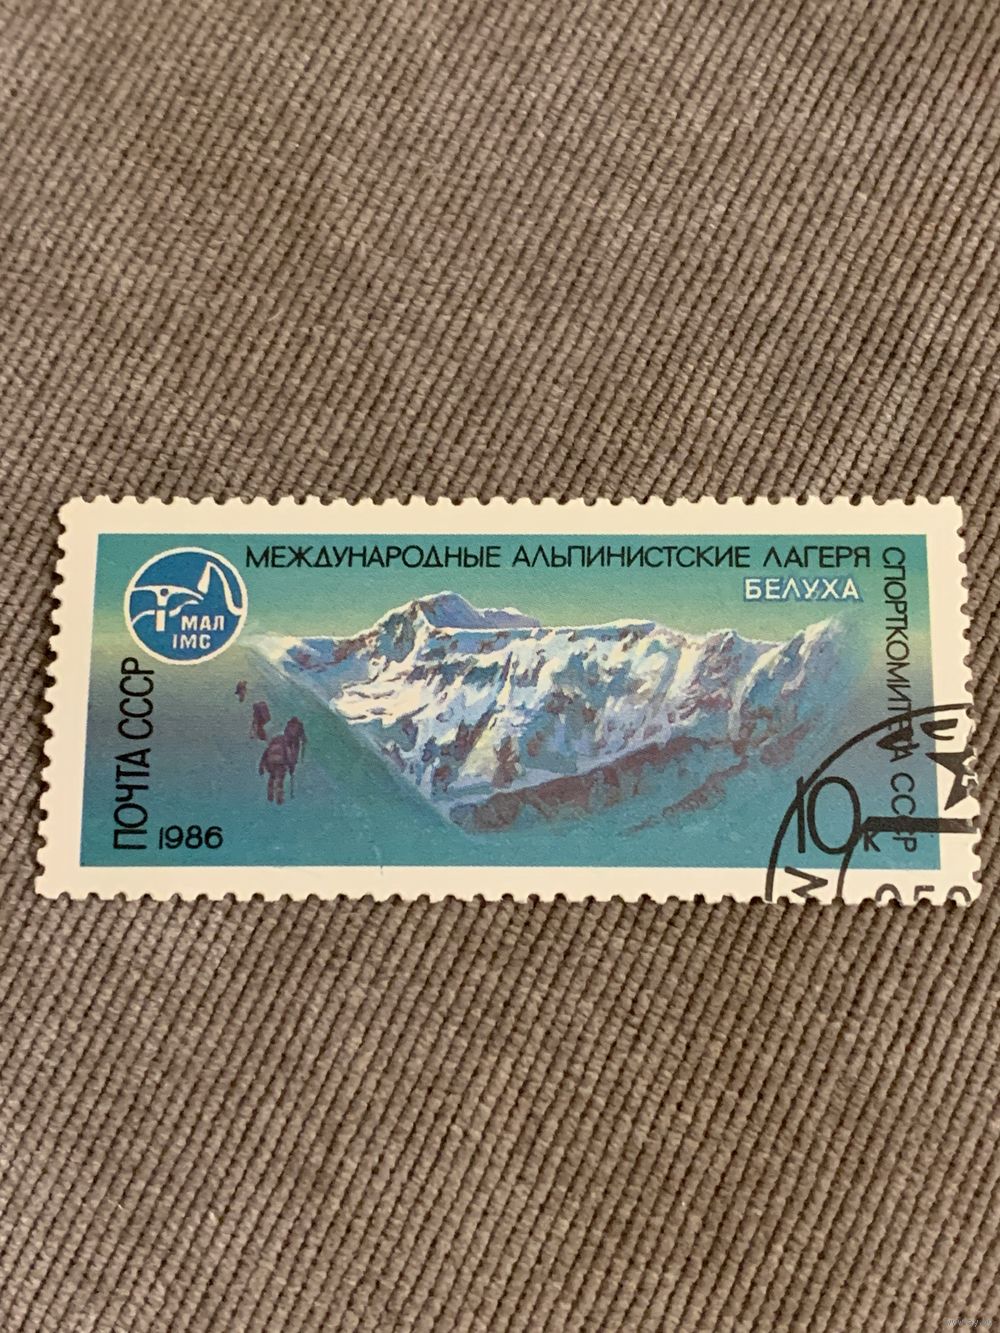 МЕЖДУНАРОДНЫЕ АЛЬПИНИСТСКИЕ ЛАГЕРЯ
СПОРТКОМИТЕТА СССР
БЕЛУХА
МАЛ
IMC
ПОЧТА СССР
1986
10 К